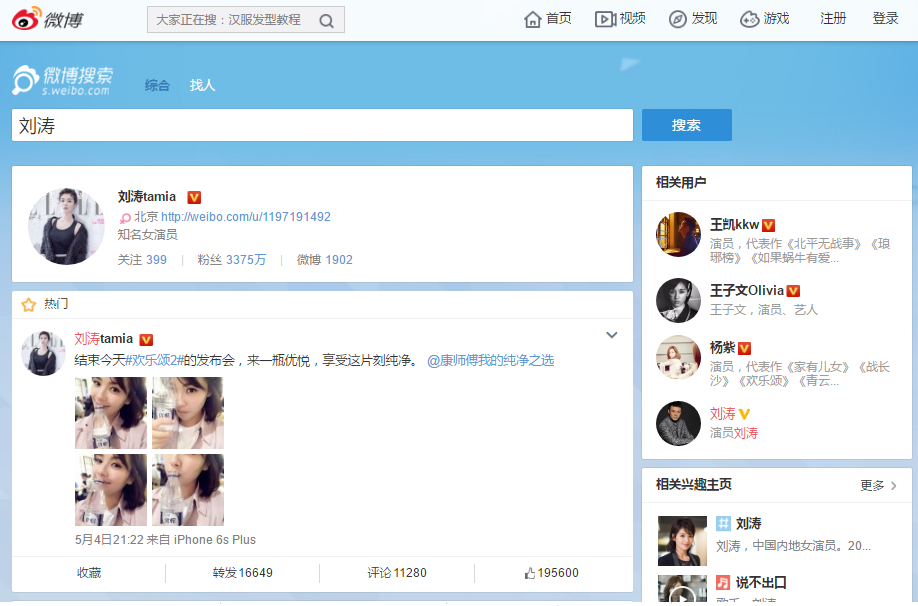 微博
大家正在搜：汉服发型教程
首页
视频
发现
游戏
注册
登录
微博搜索
s.weibo.com
综合
找人
刘涛
搜索
刘涛tamia
北京 http://weibo.com/u/1197191492
知名女演员
关注 399 | 粉丝 3375万 | 微博 1902
热门
刘涛tamia
结束今天#欢乐颂2#的发布会，来一瓶优悦，享受这片刻纯净。 @康师傅我的纯净之选
5月4日21:22 来自 iPhone 6s Plus
收藏
转发16649
评论11280
195600
相关用户
王凯kkw
演员，代表作《北平无战事》《琅
琊榜》《如果蜗牛有爱...
王子文Olivia
王子文，演员、艺人
杨紫
演员，代表作《家有儿女》《战长
沙》《欢乐颂》《青云...
刘涛
演员刘涛
相关兴趣主页
更多
刘涛
刘涛，中国内地女演员。20...
说不出口